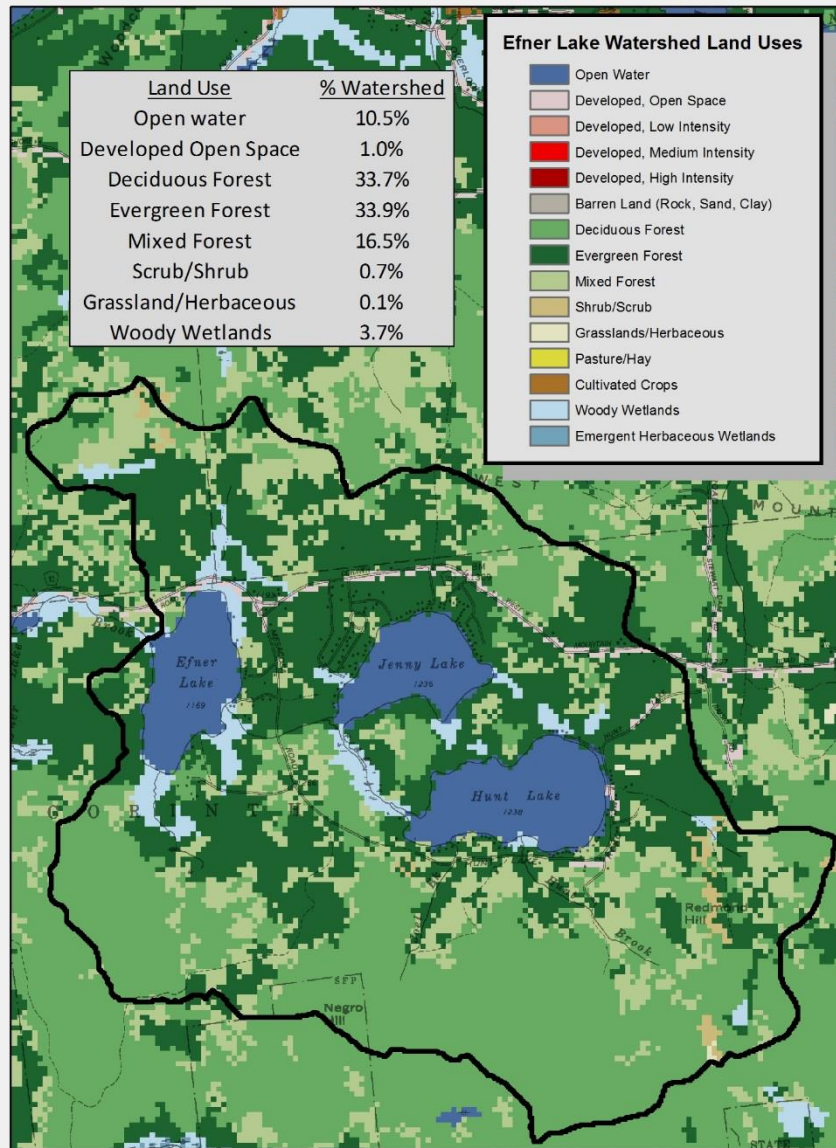 Efner Lake Watershed Land Uses
Open Water
Developed, Open Space
Developed, Low Intensity
Developed, Medium Intensity
Developed, High Intensity
Barren Land (Rock, Sand, Clay)
Deciduous Forest
Evergreen Forest
Mixed Forest
Shrub/Scrub
Grasslands/Herbaceous
Pasture/Hay
Cultivated Crops
Woody Wetlands
Emergent Herbaceous Wetlands
Land Use % Watershed
Open water 10.5%
Developed Open Space 1.0%
Deciduous Forest 33.7%
Evergreen Forest 33.9%
Mixed Forest 16.5%
Scrub/Shrub 0.7%
Grassland/Herbaceous 0.1%
Woody Wetlands 3.7%
WEST
MOUNT
Brook
Efner
Lake
1169
Jenny Lake
1236
Hunt Lake
1238
CORINTH
Hunt
Brook
Redmond
Hill
SFP
Negro
Hill
STATE